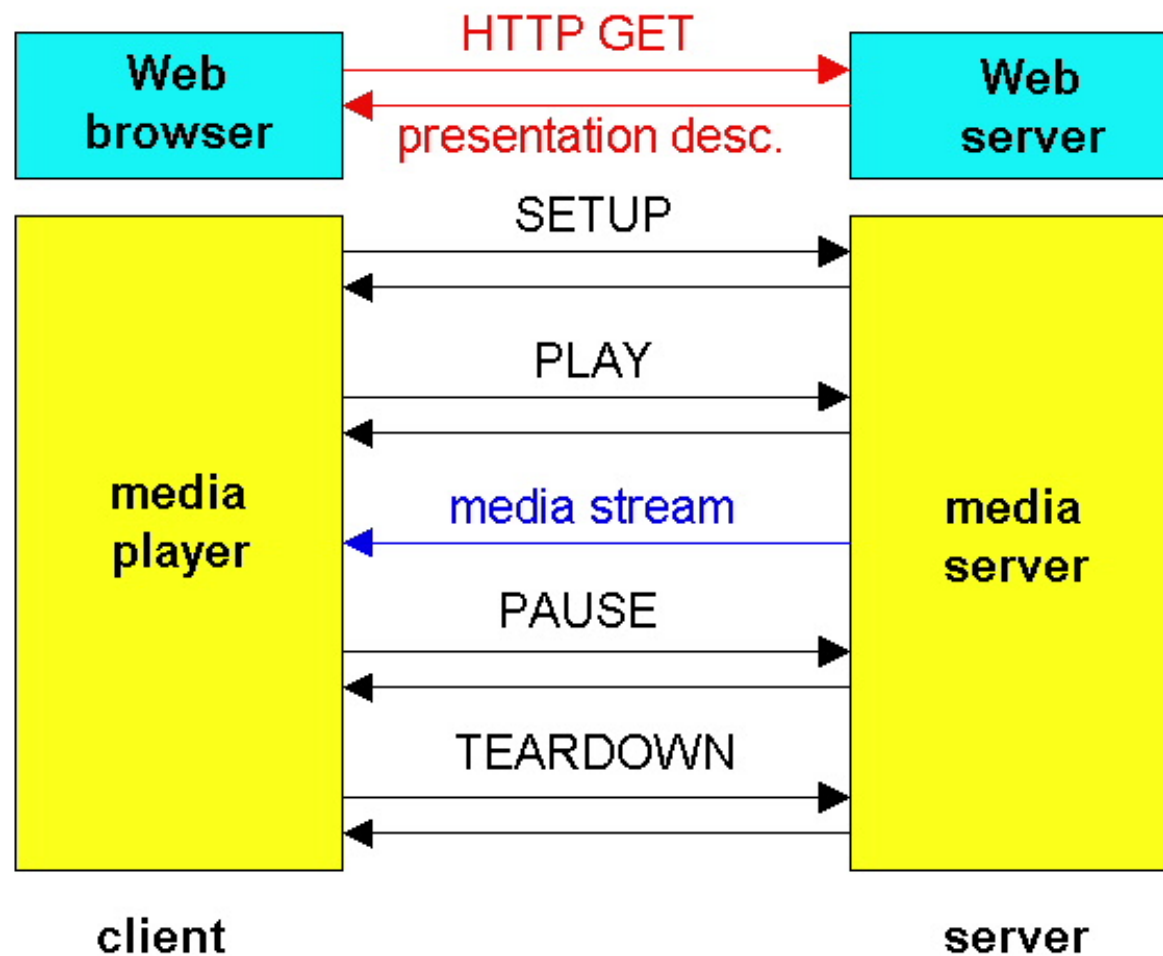 HTTP GET
Web
browser
Web
server
presentation desc.
SETUP
PLAY
media
player
media stream
media
server
PAUSE
TEARDOWN
client
server